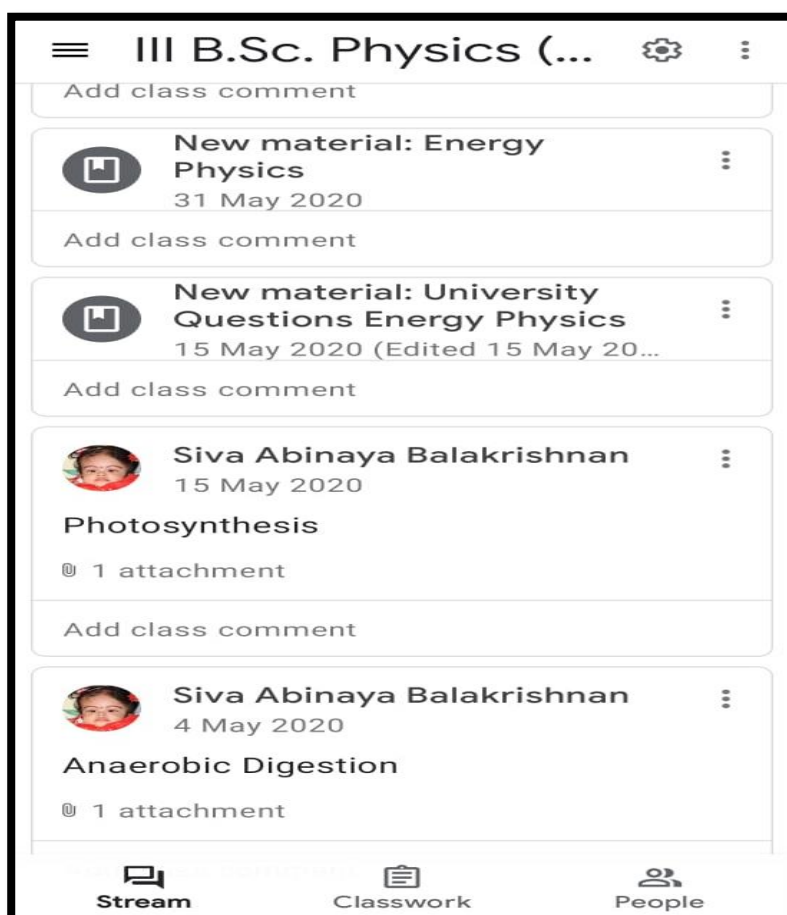 III B.Sc. Physics (...
Add class comment
New material: Energy
Physics
31 May 2020
Add class comment
New material: University
Questions Energy Physics
15 May 2020 (Edited 15 May 20...
Add class comment
Siva Abinaya Balakrishnan
15 May 2020
Photosynthesis
1 attachment
Add class comment
Siva Abinaya Balakrishnan
4 May 2020
Anaerobic Digestion
1 attachment
Stream
Classwork
People